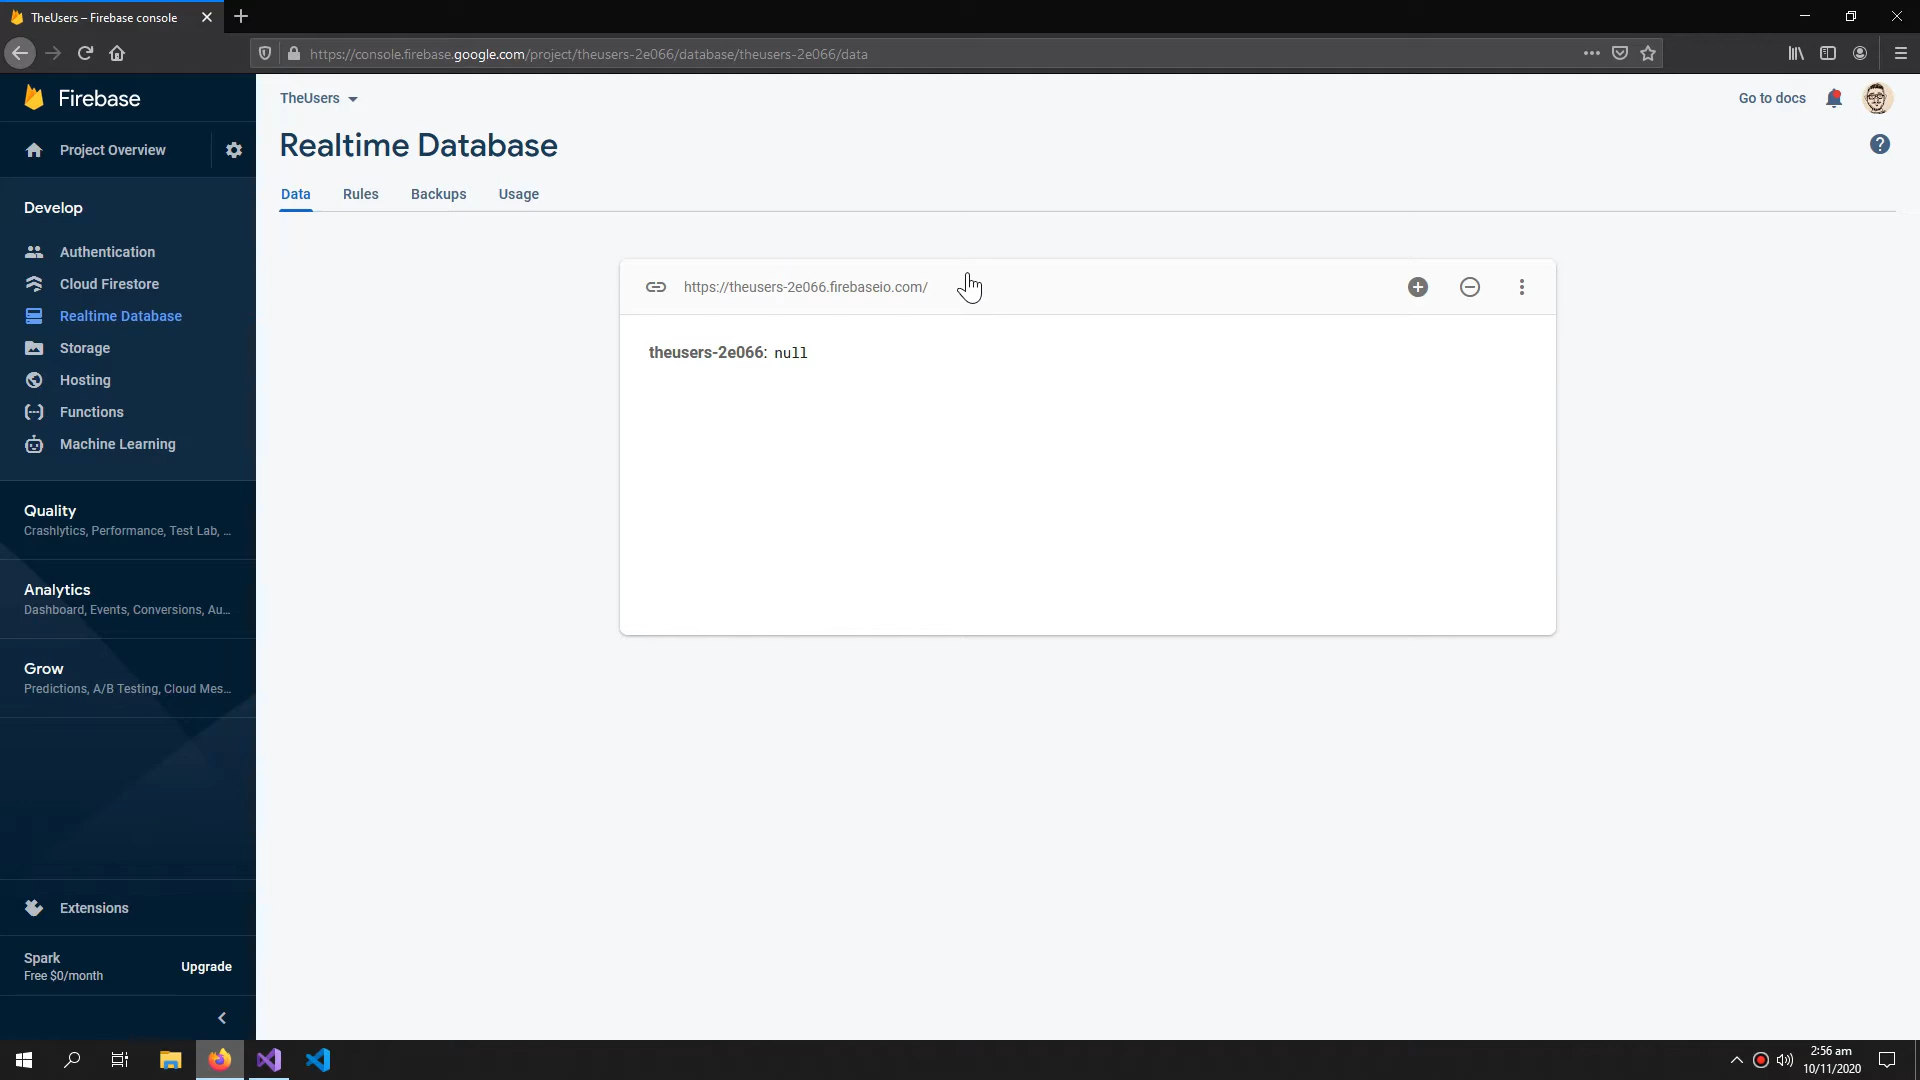 TheUsers – Firebase console
https://console.firebase.google.com/project/theusers-2e066/database/theusers-2e066/data
Firebase
TheUsers
Go to docs
Project Overview
Realtime Database
Data
Rules
Backups
Usage
Develop
Authentication
Cloud Firestore
Realtime Database
Storage
Hosting
Functions
Machine Learning
https://theusers-2e066.firebaseio.com/
theusers-2e066: null
Quality
Crashlytics, Performance, Test Lab, ...
Analytics
Dashboard, Events, Conversions, Au...
Grow
Predictions, A/B Testing, Cloud Mes...
Extensions
Spark
Free $0/month
Upgrade
2:56 am
10/11/2020